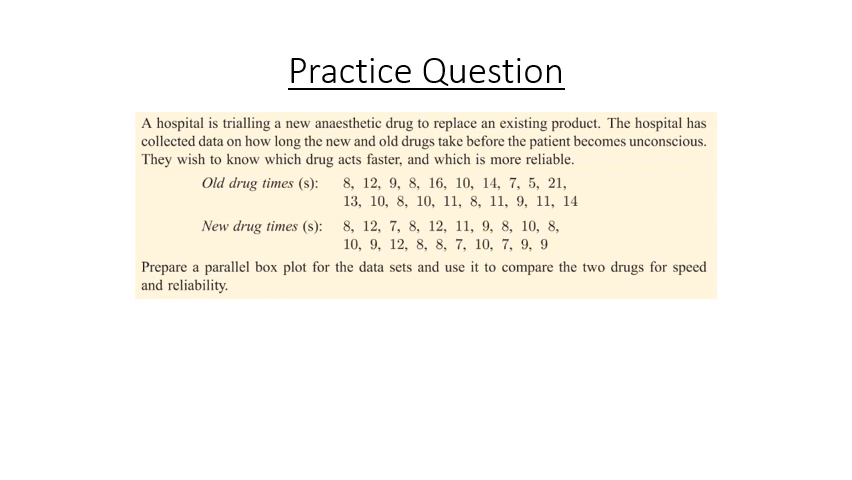 Practice Question
A hospital is trialling a new anaesthetic drug to replace an existing product. The hospital has
collected data on how long the new and old drugs take before the patient becomes unconscious.
They wish to know which drug acts faster, and which is more reliable.
Old drug times (s): 8, 12, 9, 8, 16, 10, 14, 7, 5, 21,
13, 10, 8, 10, 11, 8, 11, 9, 11, 14
New drug times (s): 8, 12, 7, 8, 12, 11, 9, 8, 10, 8,
10, 9, 12, 8, 8, 7, 10, 7, 9, 9
Prepare a parallel box plot for the data sets and use it to compare the two drugs for speed
and reliability.